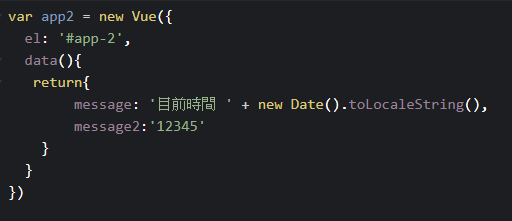 var app2 = new Vue({
el: '#app-2',
data(){
return{
message: '目前時間 ' + new Date().toLocaleString(),
message2:'12345'
}
}
})